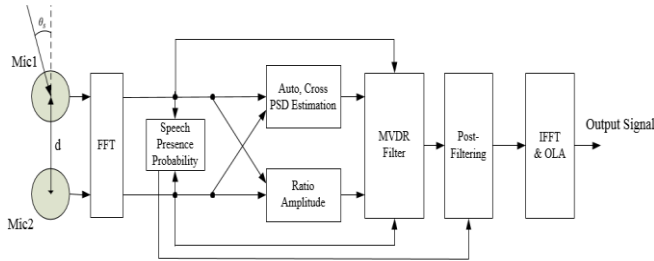 θs
Mic1
d
Mic2
FFT
Speech
Presence
Probability
Auto, Cross
PSD Estimation
Ratio
Amplitude
MVDR
Filter
Post-
Filtering
IFFT
& OLA
Output Signal